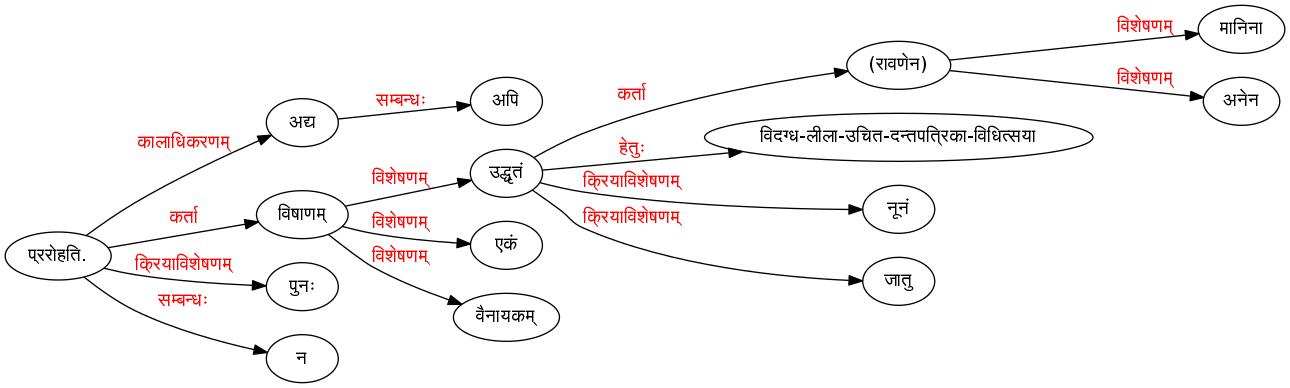 मानिना
विशेषणम्
(रावणेन)
विशेषणम्
कर्ता
अनेन
अपि
सम्बन्धः
अद्य
विदग्ध-लीला-उचित-दन्तपत्रिका-विधित्सया
कालाधिकरणम्
हेतुः
उद्धृतं
क्रियाविशेषणम्
विशेषणम्
नूनं
विषाणम्
कर्ता
क्रियाविशेषणम्
विशेषणम्
एकं
प्ररोहति.
विशेषणम्
क्रियाविशेषणम्
पुनः
जातु
सम्बन्धः
वैनायकम्
न